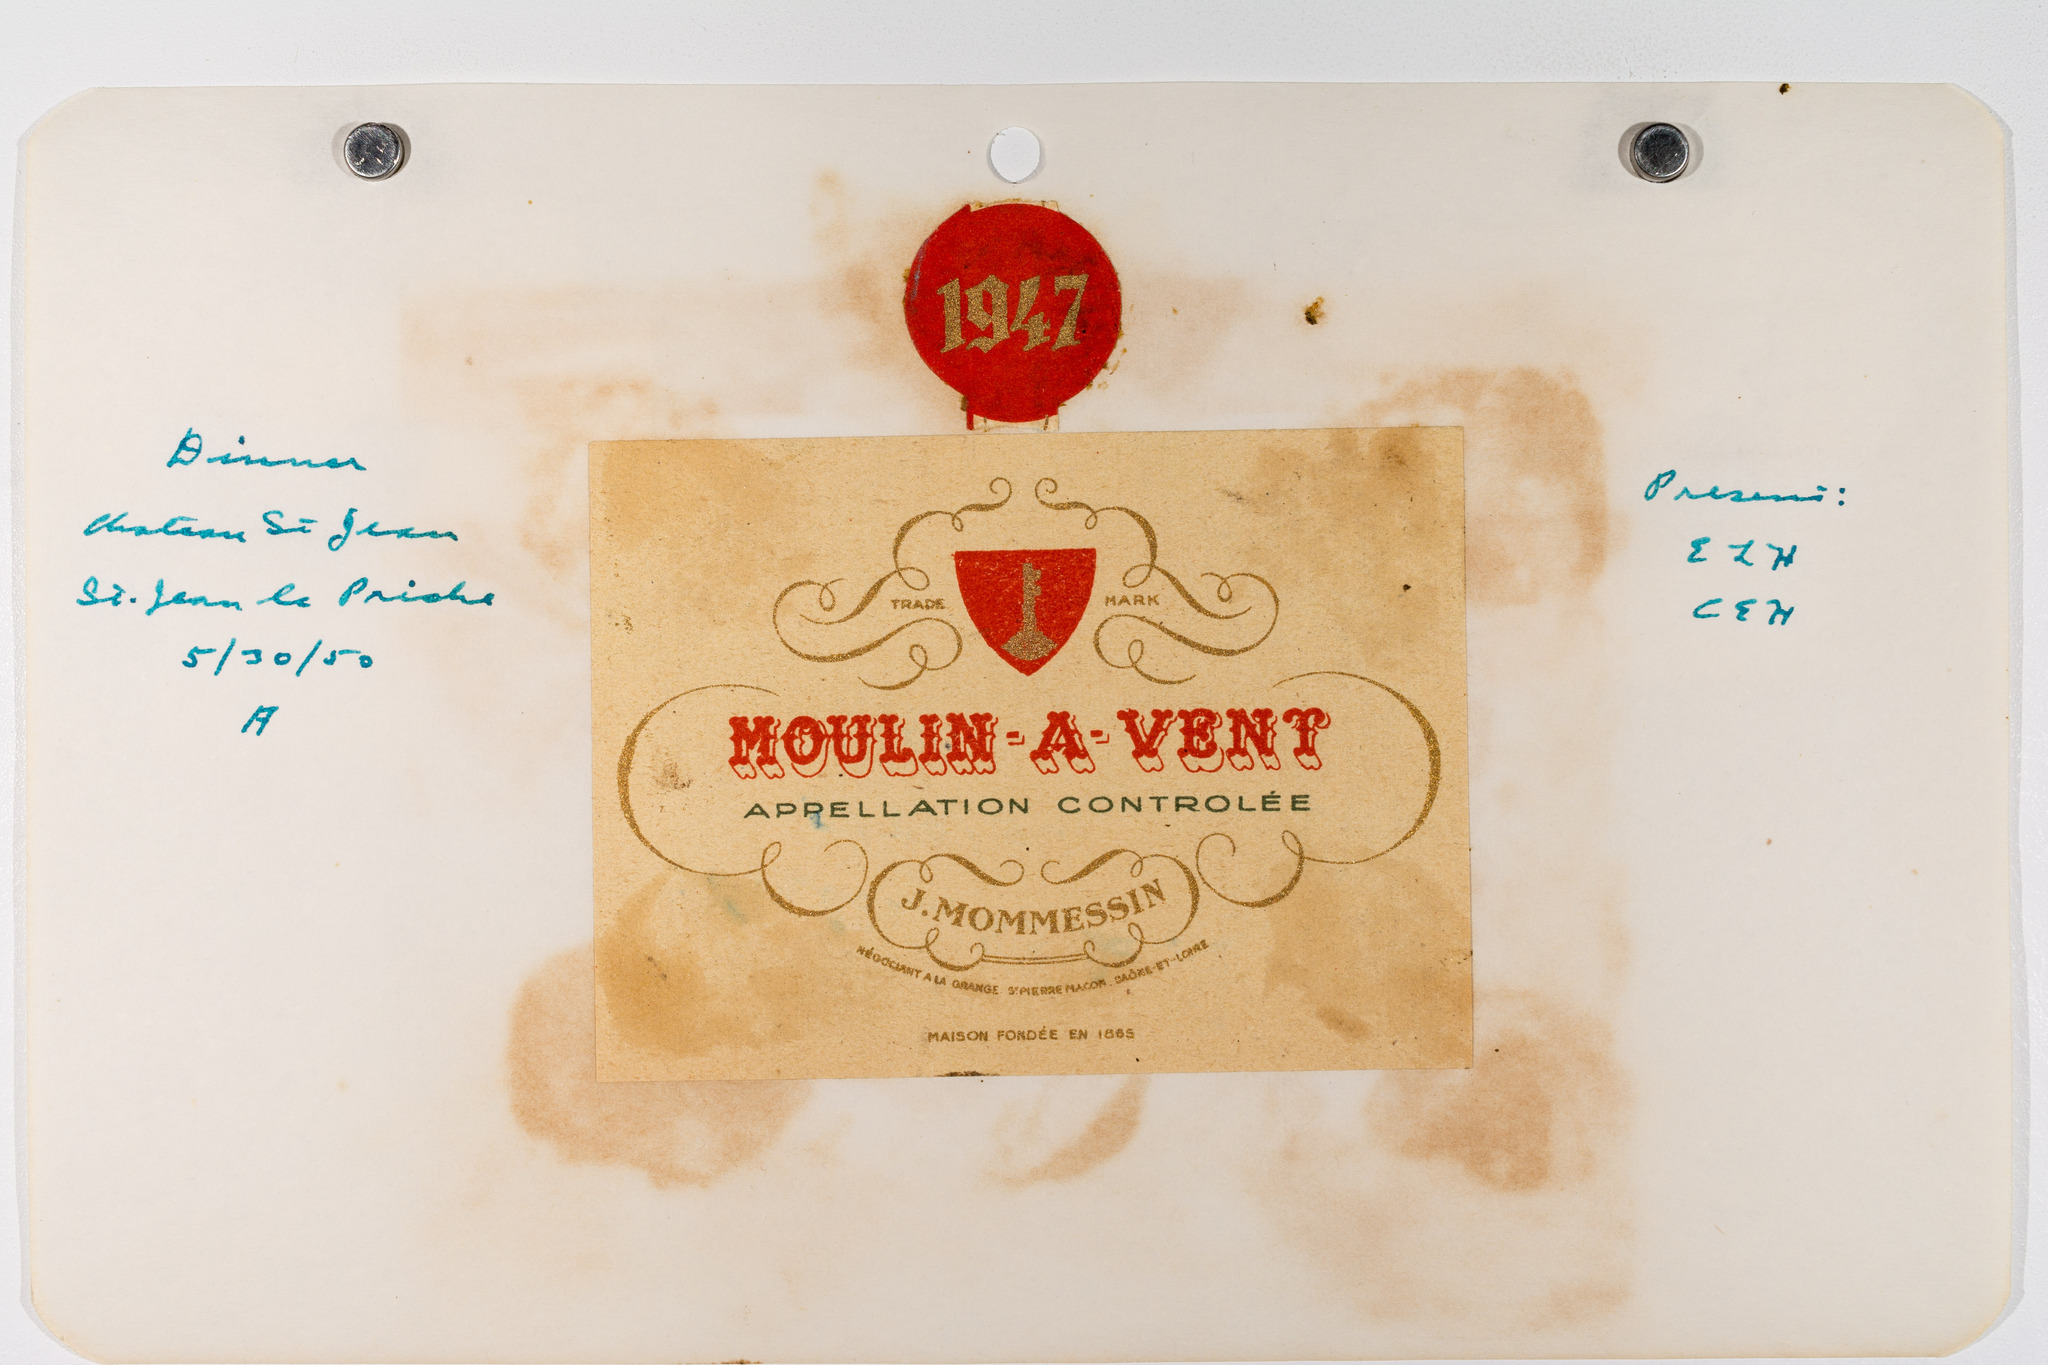 1947
Dinner
Chateau St Jean
St. Jean le Priche
5/30/50
A
Present:
ELH
CEH
TRADE MARK
MOULIN-A-VENT
APPELLATION CONTROLÉE
J. MOMMESSIN
NÉGOCIANT A LA GRANGE ST PIERRE MACON. SAÔNE-ET-LOIRE
MAISON FONDÉE EN 1865